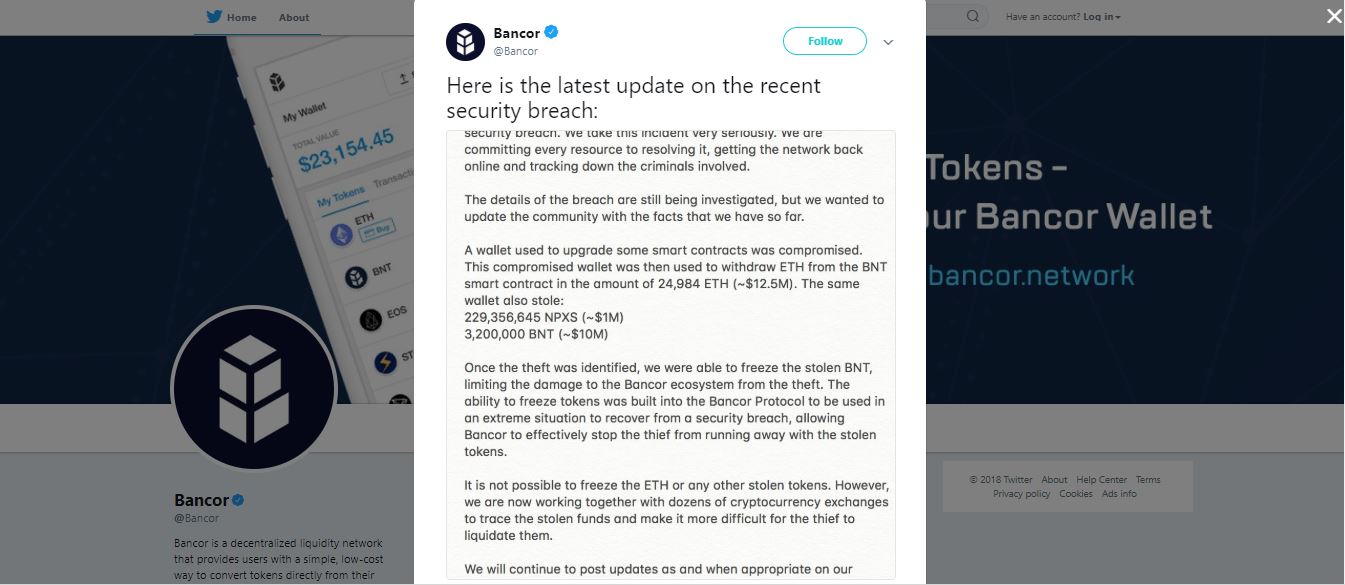 Home About
Have an account? Log in
Bancor
@Bancor
Follow
Here is the latest update on the recent
security breach:
security breach. We take this incident very seriously. We are
committing every resource to resolving it, getting the network back
online and tracking down the criminals involved.
The details of the breach are still being investigated, but we wanted to
update the community with the facts that we have so far.
A wallet used to upgrade some smart contracts was compromised.
This compromised wallet was then used to withdraw ETH from the BNT
smart contract in the amount of 24,984 ETH (~$12.5M). The same
wallet also stole:
229,356,645 NPXS (~$1M)
3,200,000 BNT (~$10M)
Once the theft was identified, we were able to freeze the stolen BNT,
limiting the damage to the Bancor ecosystem from the theft. The
ability to freeze tokens was built into the Bancor Protocol to be used in
an extreme situation to recover from a security breach, allowing
Bancor to effectively stop the thief from running away with the stolen
tokens.
It is not possible to freeze the ETH or any other stolen tokens. However,
we are now working together with dozens of cryptocurrency exchanges
to trace the stolen funds and make it more difficult for the thief to
liquidate them.
We will continue to post updates as and when appropriate on our
My Wallet
TOTAL VALUE
$23,154.45
My Tokens
ETH
Buy
BNT
EOS
ST
Tokens –
ur Bancor Wallet
bancor.network
Bancor
@Bancor
Bancor is a decentralized liquidity network
that provides users with a simple, low-cost
way to convert tokens directly from their
© 2018 Twitter About Help Center Terms
Privacy policy Cookies Ads info